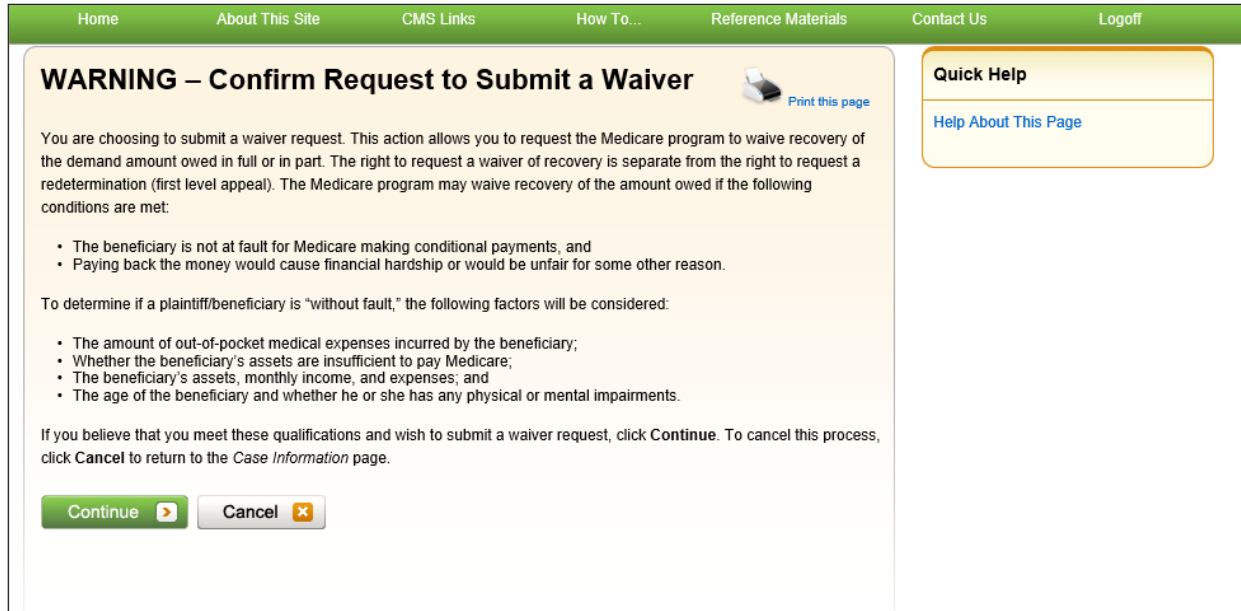 Home About This Site CMS Links How To... Reference Materials Contact Us Logoff
WARNING – Confirm Request to Submit a Waiver
Print this page
You are choosing to submit a waiver request. This action allows you to request the Medicare program to waive recovery of
the demand amount owed in full or in part. The right to request a waiver of recovery is separate from the right to request a
redetermination (first level appeal). The Medicare program may waive recovery of the amount owed if the following
conditions are met:
• The beneficiary is not at fault for Medicare making conditional payments, and
• Paying back the money would cause financial hardship or would be unfair for some other reason.
To determine if a plaintiff/beneficiary is “without fault,” the following factors will be considered:
• The amount of out-of-pocket medical expenses incurred by the beneficiary;
• Whether the beneficiary’s assets are insufficient to pay Medicare;
• The beneficiary’s assets, monthly income, and expenses; and
• The age of the beneficiary and whether he or she has any physical or mental impairments.
If you believe that you meet these qualifications and wish to submit a waiver request, click Continue. To cancel this process,
click Cancel to return to the Case Information page.
Continue Cancel
Quick Help
Help About This Page